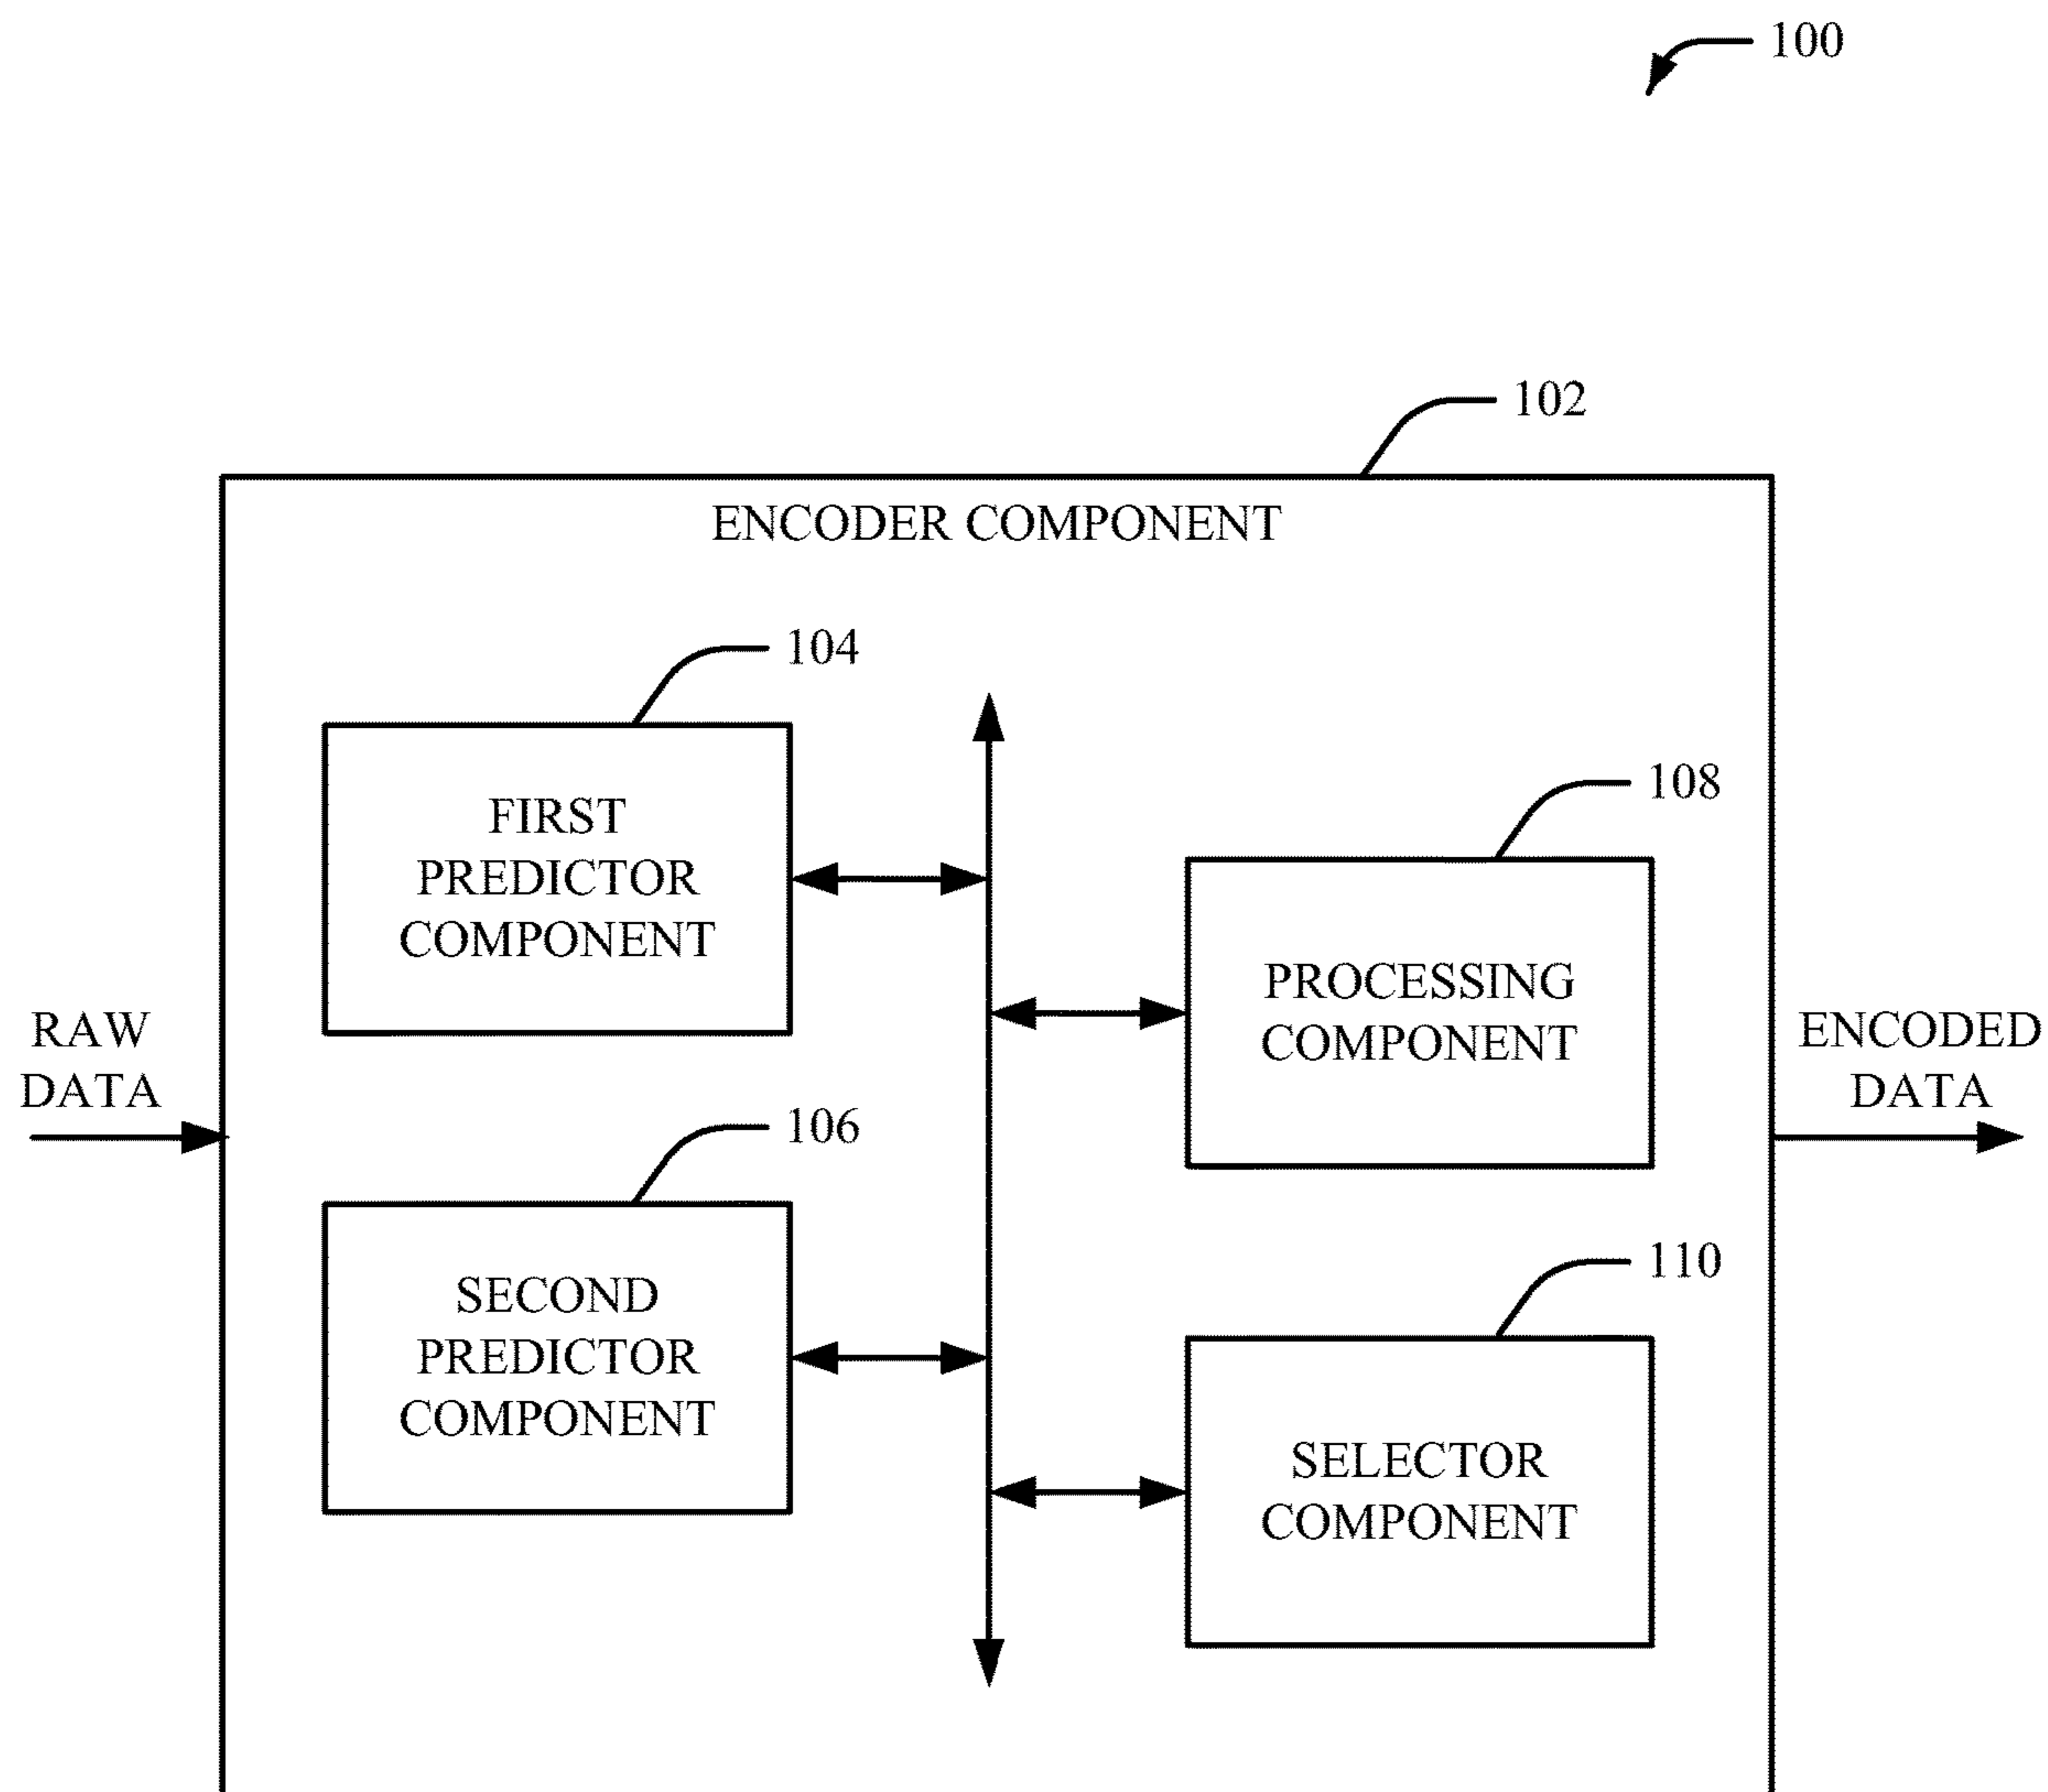 100
102
ENCODER COMPONENT
104
FIRST
PREDICTOR
COMPONENT
108
PROCESSING
COMPONENT
RAW
DATA
ENCODED
DATA
106
SECOND
PREDICTOR
COMPONENT
110
SELECTOR
COMPONENT